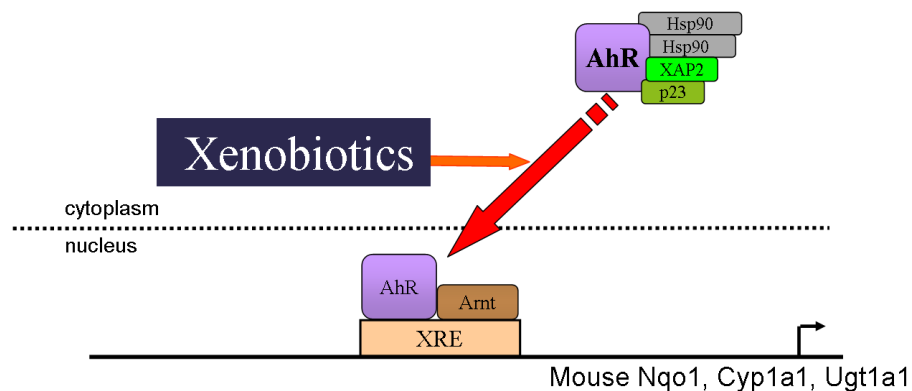 Hsp90
Hsp90
AhR
XAP2
p23
Xenobiotics
cytoplasm
nucleus
AhR
Arnt
XRE
Mouse Nqo1, Cyp1a1, Ugt1a1